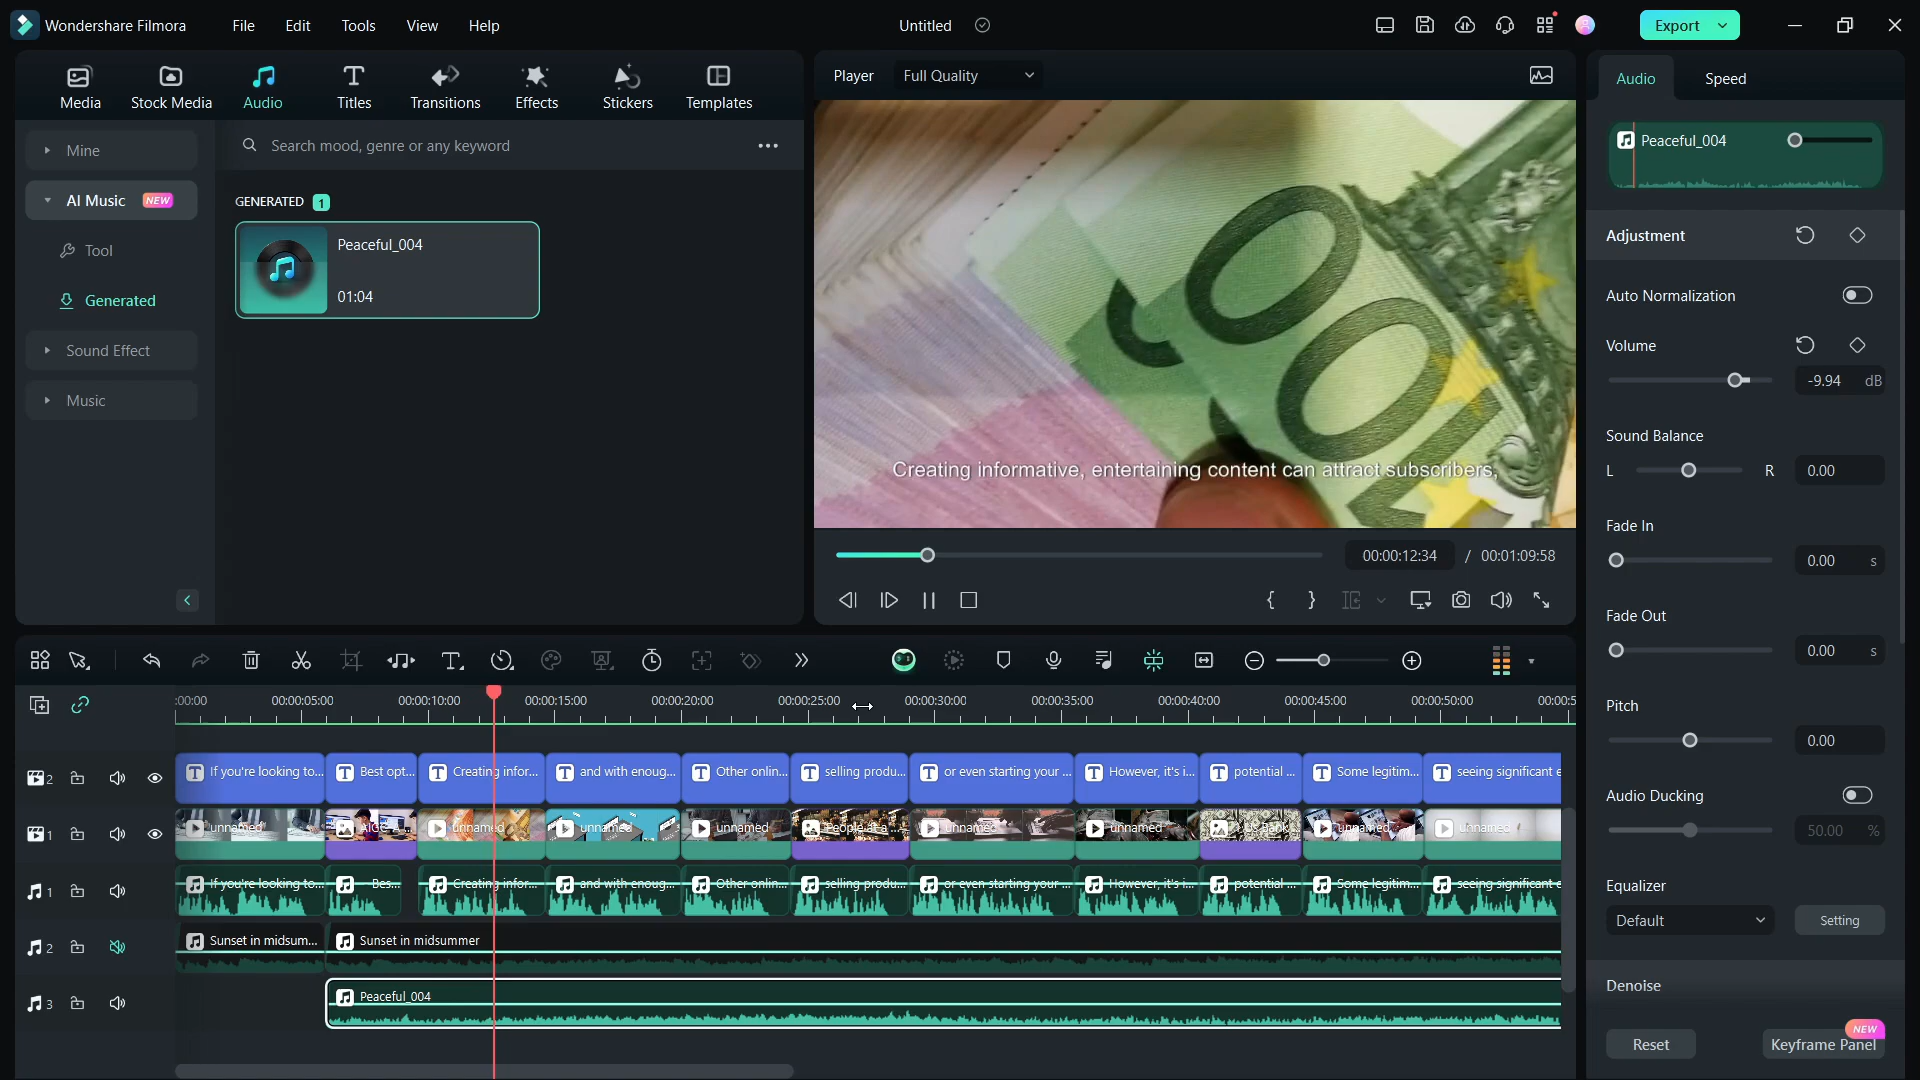 Wondershare Filmora
File
Edit
Tools
View
Help
Untitled
Export
Media
Stock Media
Audio
Titles
Transitions
Effects
Stickers
Templates
Mine
AI Music NEW
Tool
Generated
Sound Effect
Music
Search mood, genre or any keyword
GENERATED 1
Peaceful_004
01:04
Player
Full Quality
Creating informative, entertaining content can attract subscribers,
00:00:12:34 / 00:01:09:58
Audio
Speed
Peaceful_004
Adjustment
Auto Normalization
Volume
-9.94 dB
Sound Balance
L R 0.00
Fade In
0.00 s
Fade Out
0.00 s
Pitch
0.00
Audio Ducking
50.00 %
Equalizer
Default
Setting
Denoise
Reset
NEW
Keyframe Panel
:00:00 00:00:05:00 00:00:10:00 00:00:15:00 00:00:20:00 00:00:25:00 00:00:30:00 00:00:35:00 00:00:40:00 00:00:45:00 00:00:50:00 00:00:5
2 If you're looking to... Best opt... Creating infor... and with enoug... Other onlin... selling produ... or even starting your ... However, it's i... potential ... Some legitim... seeing significant e
1 unnamed AIGC-A... unnamed unnamed unnamed People at a ... unnamed unnamed US bank... unnamed unnamed
1 If you're looking to... Bes... Creating infor... and with enoug... Other onlin... selling produ... or even starting your ... However, it's i... potential ... Some legitim... seeing significant e
2 Sunset in midsum... Sunset in midsummer
3 Peaceful_004